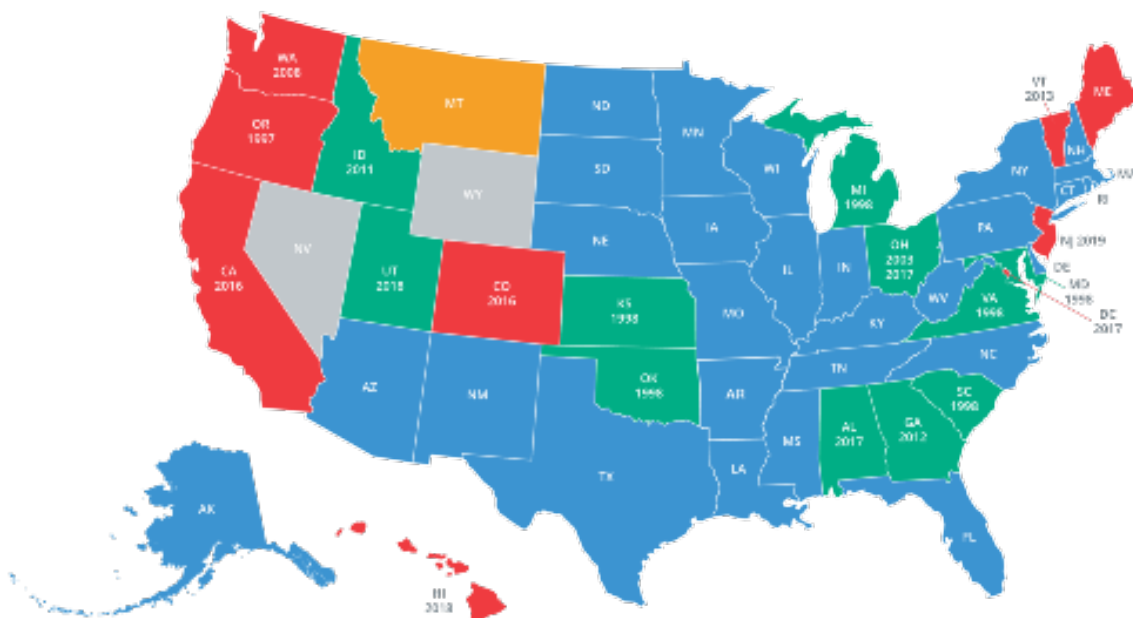 WA
2008
OR
1997
CA
2016
NV
ID
2011
MT
WY
UT
2018
CO
2016
AZ
NM
ND
SD
NE
KS
1998
OK
1998
TX
MN
IA
MO
AR
LA
WI
IL
MI
1998
IN
OH
2003
2017
KY
TN
MS
AL
2017
GA
2012
SC
1998
NC
VA
1998
WV
PA
NY
VT
2013
NH
ME
MA
CT
RI
NJ 2019
DE
MD
1998
DC
2017
FL
AK
HI
2018